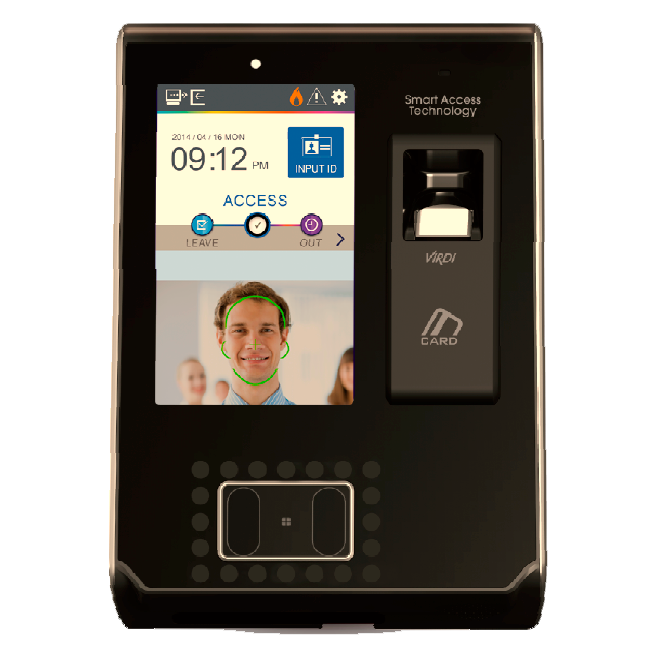 Smart Access
Technology
2014 / 04 / 16 MON
09:12 PM
INPUT ID
ACCESS
LEAVE
OUT
ViRDI
CARD